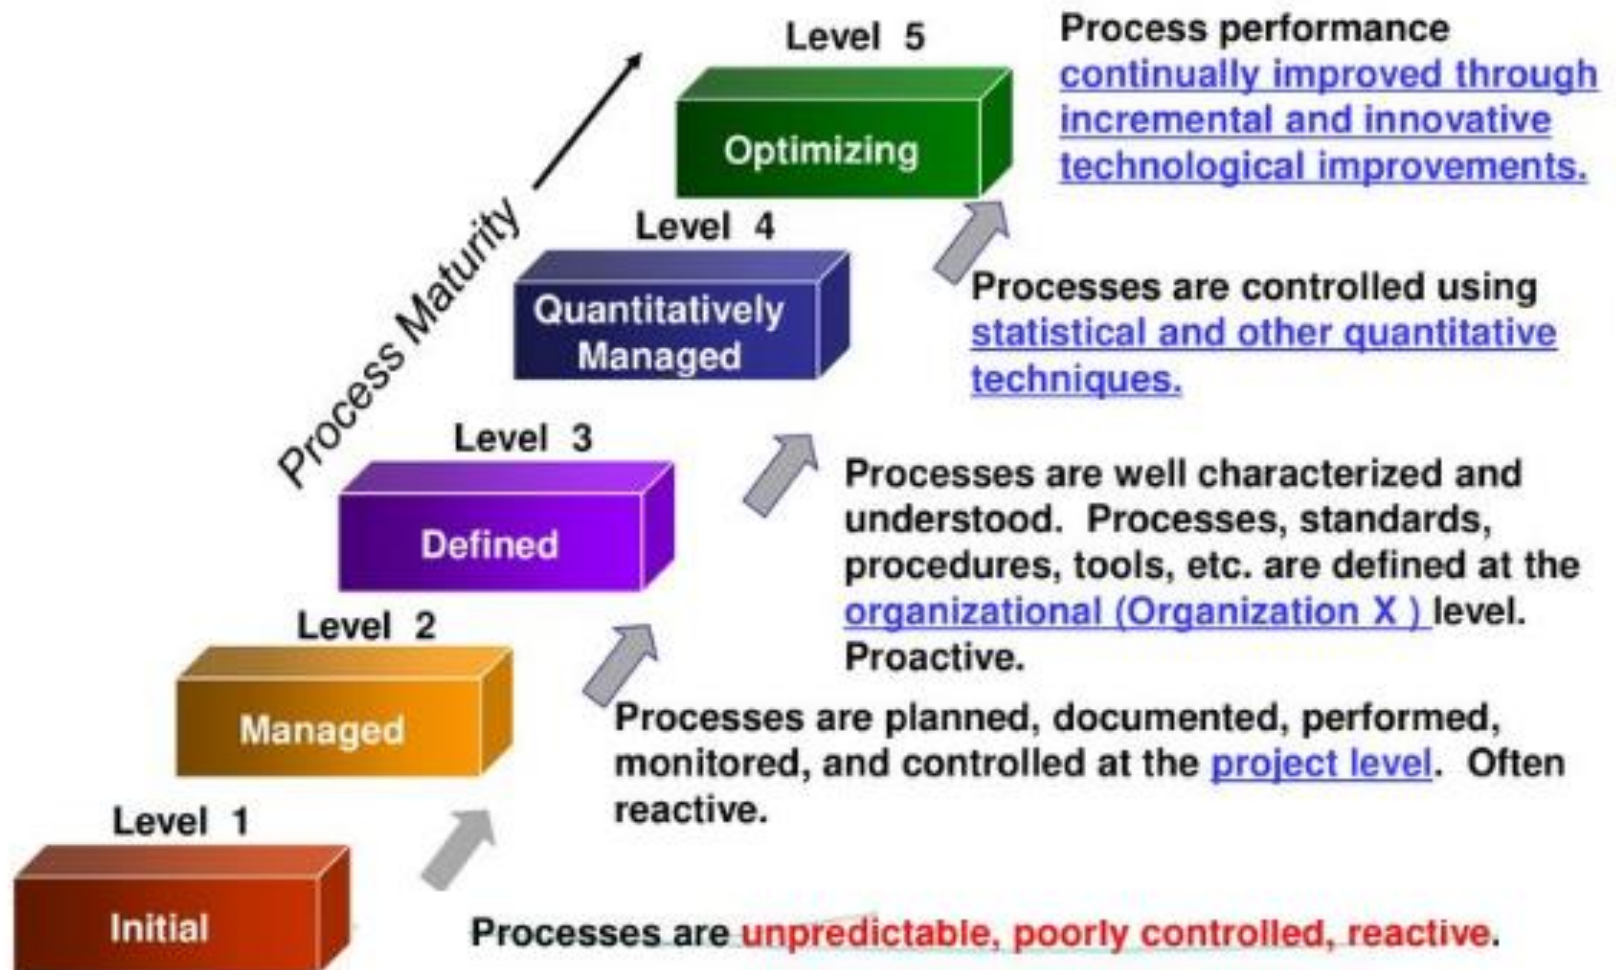 Level 5
Optimizing
Process performance
continually improved through
incremental and innovative
technological improvements.
Process Maturity
Level 4
Quantitatively
Managed
Processes are controlled using
statistical and other quantitative
techniques.
Level 3
Defined
Processes are well characterized and
understood. Processes, standards,
procedures, tools, etc. are defined at the
organizational (Organization X ) level.
Proactive.
Level 2
Managed
Processes are planned, documented, performed,
monitored, and controlled at the project level. Often
reactive.
Level 1
Initial
Processes are unpredictable, poorly controlled, reactive.